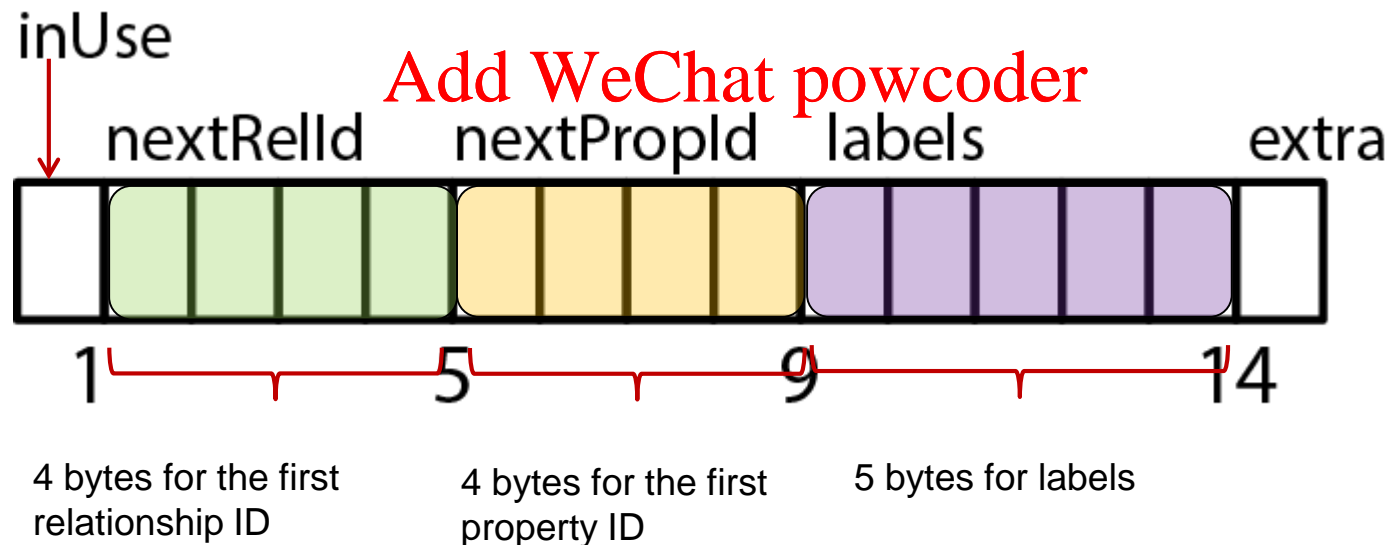 inUse
Add WeChat powcoder
nextRelId nextPropId labels extra
1 5 9 14
4 bytes for the first 4 bytes for the first 5 bytes for labels
relationship ID property ID